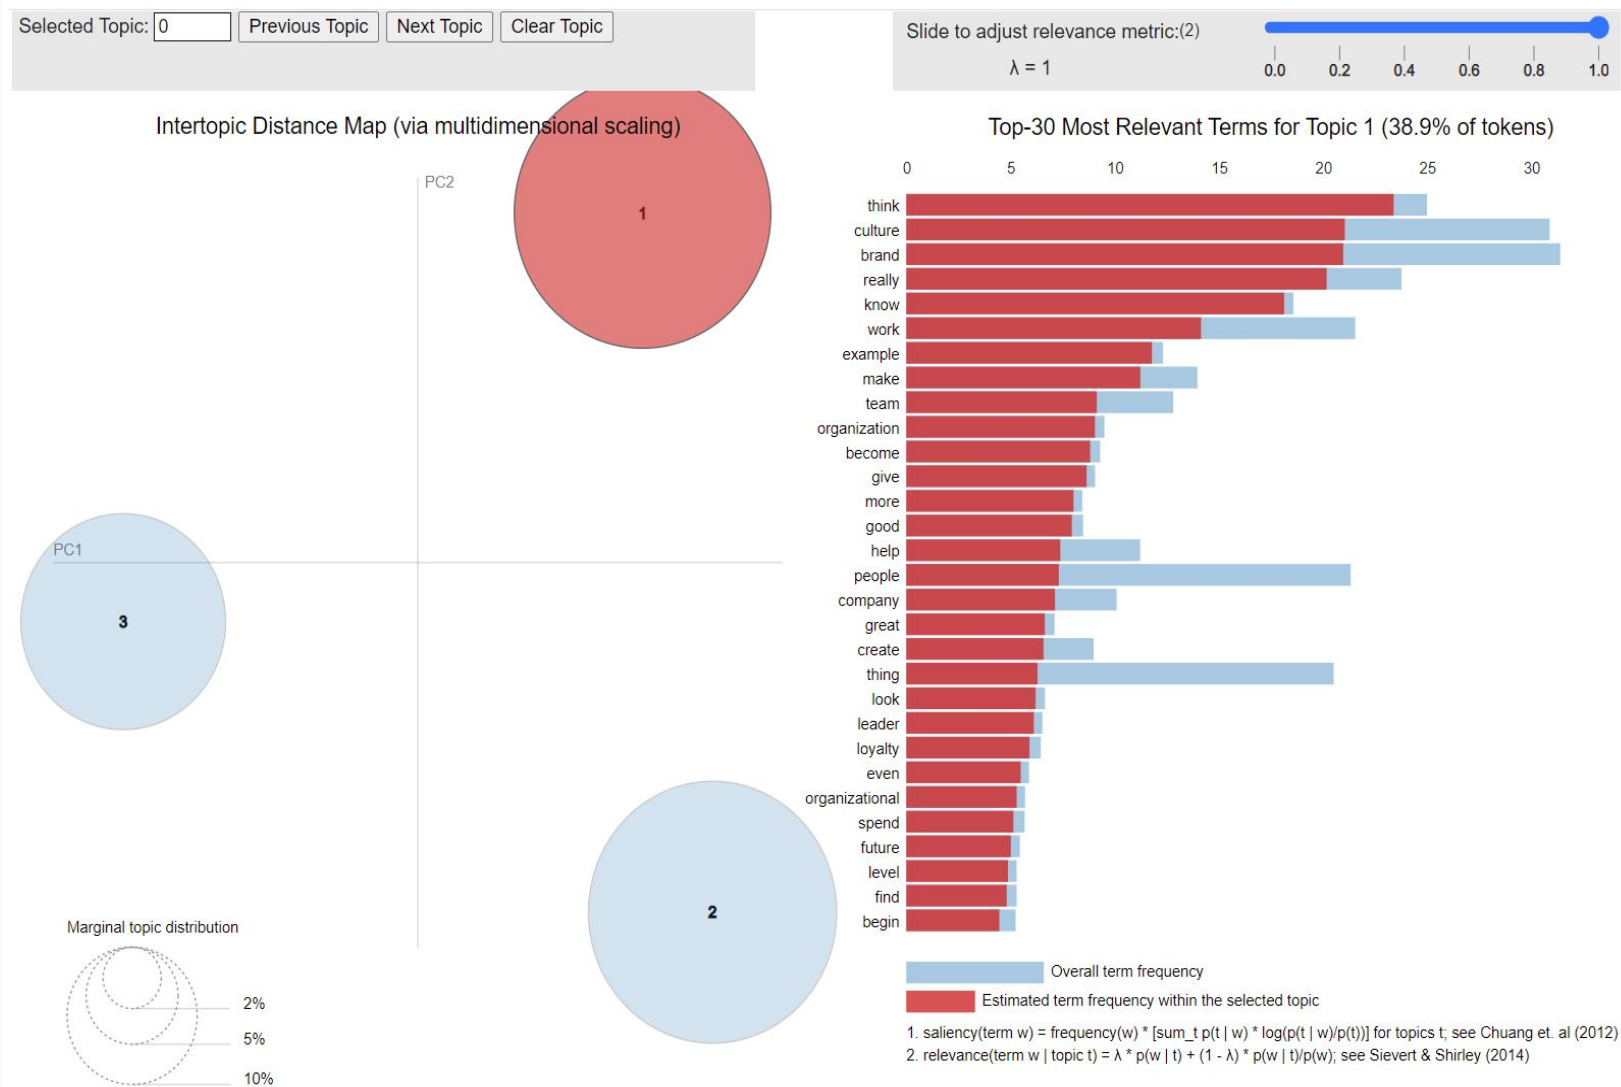 Selected Topic: 0 Previous Topic Next Topic Clear Topic
Slide to adjust relevance metric:(2)
λ = 1
0.0 0.2 0.4 0.6 0.8 1.0
Intertopic Distance Map (via multidimensional scaling)
PC2
1
PC1
3
2
Marginal topic distribution
2%
5%
10%
Top-30 Most Relevant Terms for Topic 1 (38.9% of tokens)
0 5 10 15 20 25 30
think
culture
brand
really
know
work
example
make
team
organization
become
give
more
good
help
people
company
great
create
thing
look
leader
loyalty
even
organizational
spend
future
level
find
begin
Overall term frequency
Estimated term frequency within the selected topic
1. saliency(term w) = frequency(w) * [sum_t p(t | w) * log(p(t | w)/p(t))] for topics t; see Chuang et. al (2012)
2. relevance(term w | topic t) = λ * p(w | t) + (1 - λ) * p(w | t)/p(w); see Sievert & Shirley (2014)